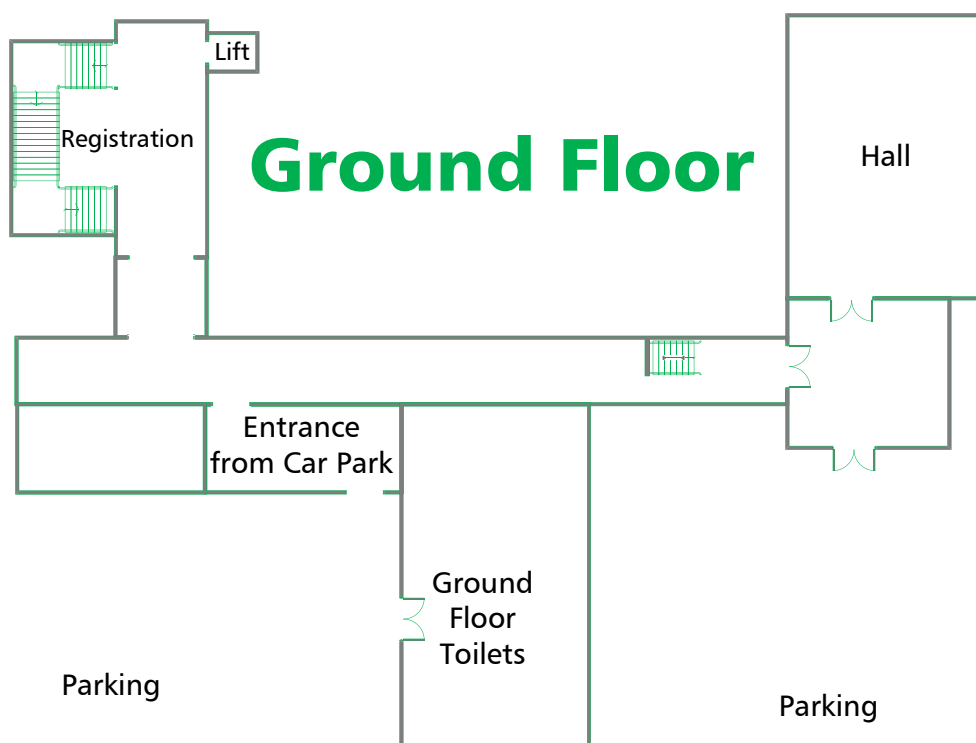 Lift
Registration
Ground Floor
Hall
Entrance
from Car Park
Ground
Floor
Toilets
Parking
Parking